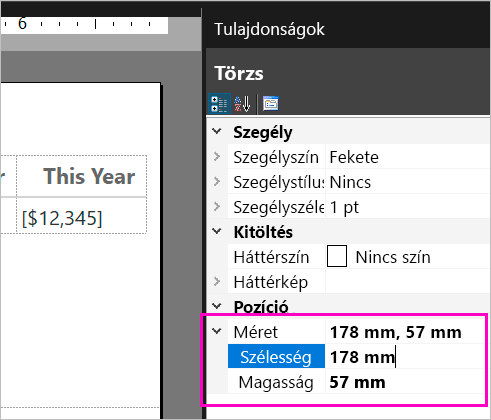 6
Tulajdonságok
Törzs
This Year
[$12,345]
Szegély
Szegélyszín Fekete
Szegélystílus Nincs
Szegélyszéle 1 pt
Kitöltés
Háttérszín Nincs szín
Háttérkép
Pozíció
Méret 178 mm, 57 mm
Szélesség 178 mm
Magasság 57 mm